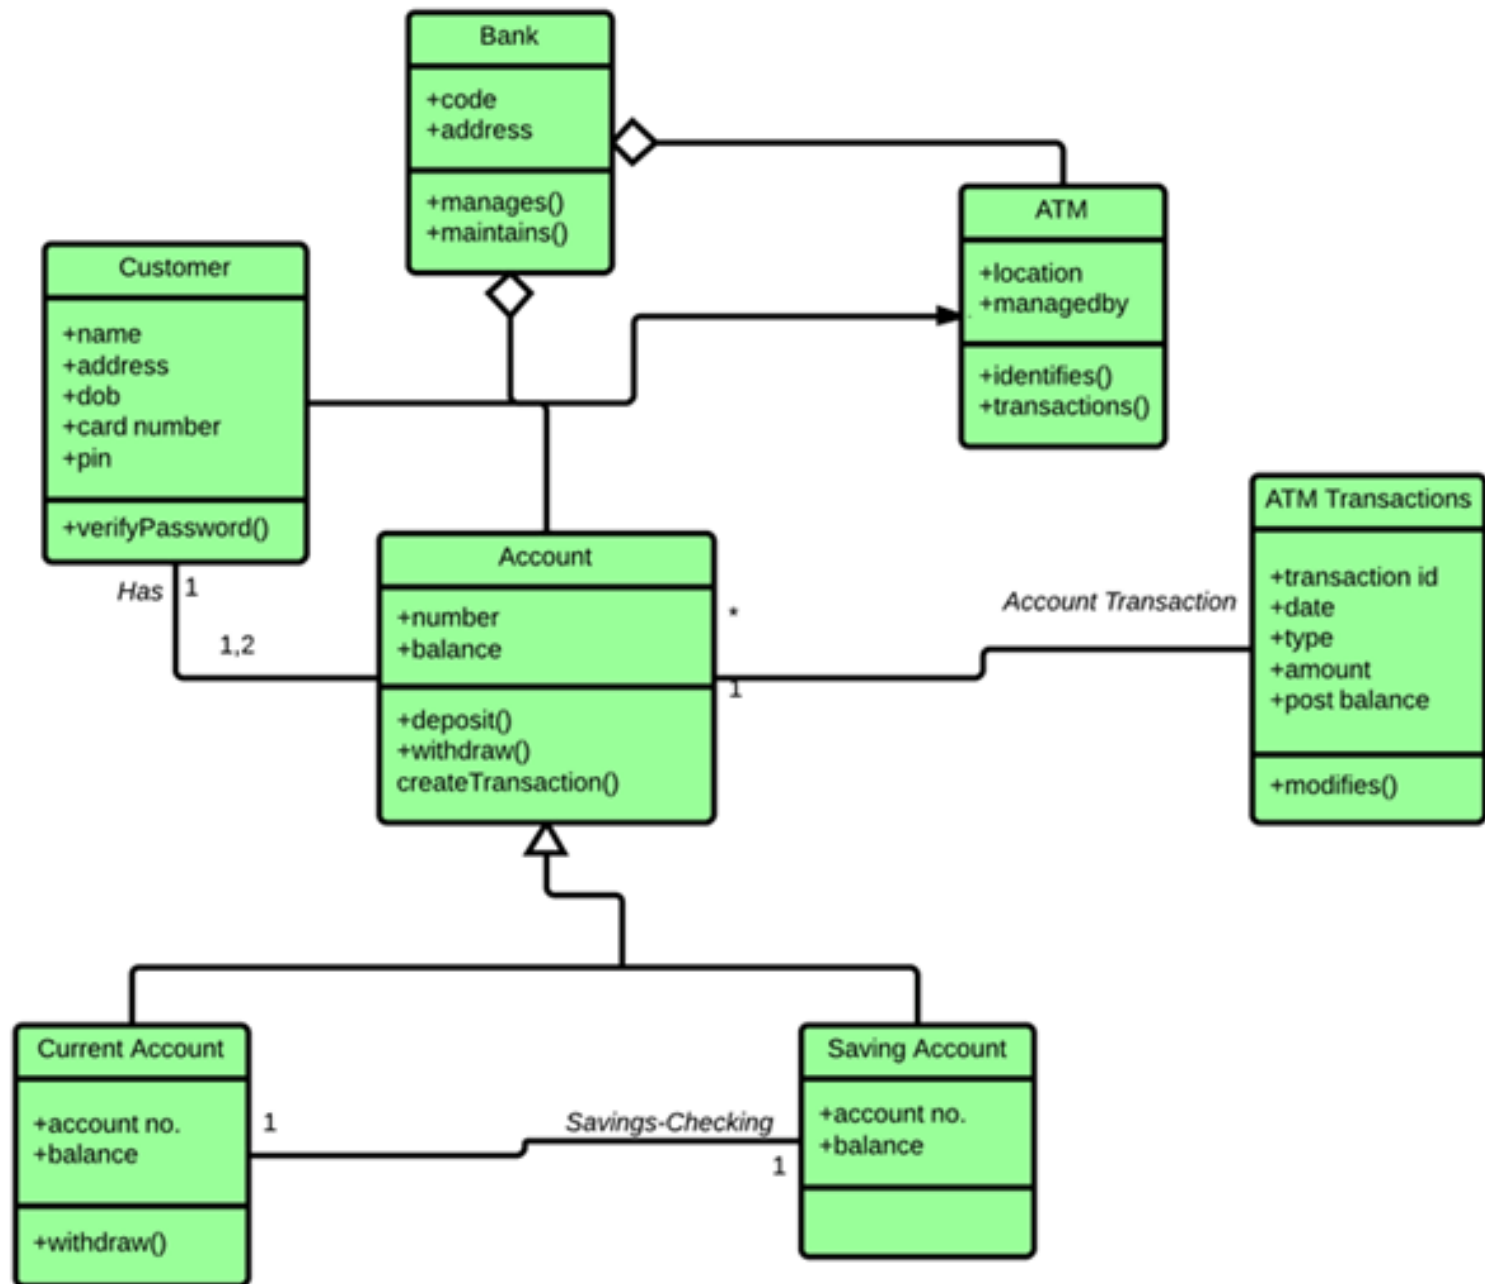 Bank
+code
+address
+manages()
+maintains()
ATM
+location
+managedby
+identifies()
+transactions()
Customer
+name
+address
+dob
+card number
+pin
+verifyPassword()
Has
1
1,2
Account
+number
+balance
+deposit()
+withdraw()
createTransaction()
*
1
Account Transaction
ATM Transactions
+transaction id
+date
+type
+amount
+post balance
+modifies()
Current Account
+account no.
+balance
+withdraw()
1
Savings-Checking
1
Saving Account
+account no.
+balance